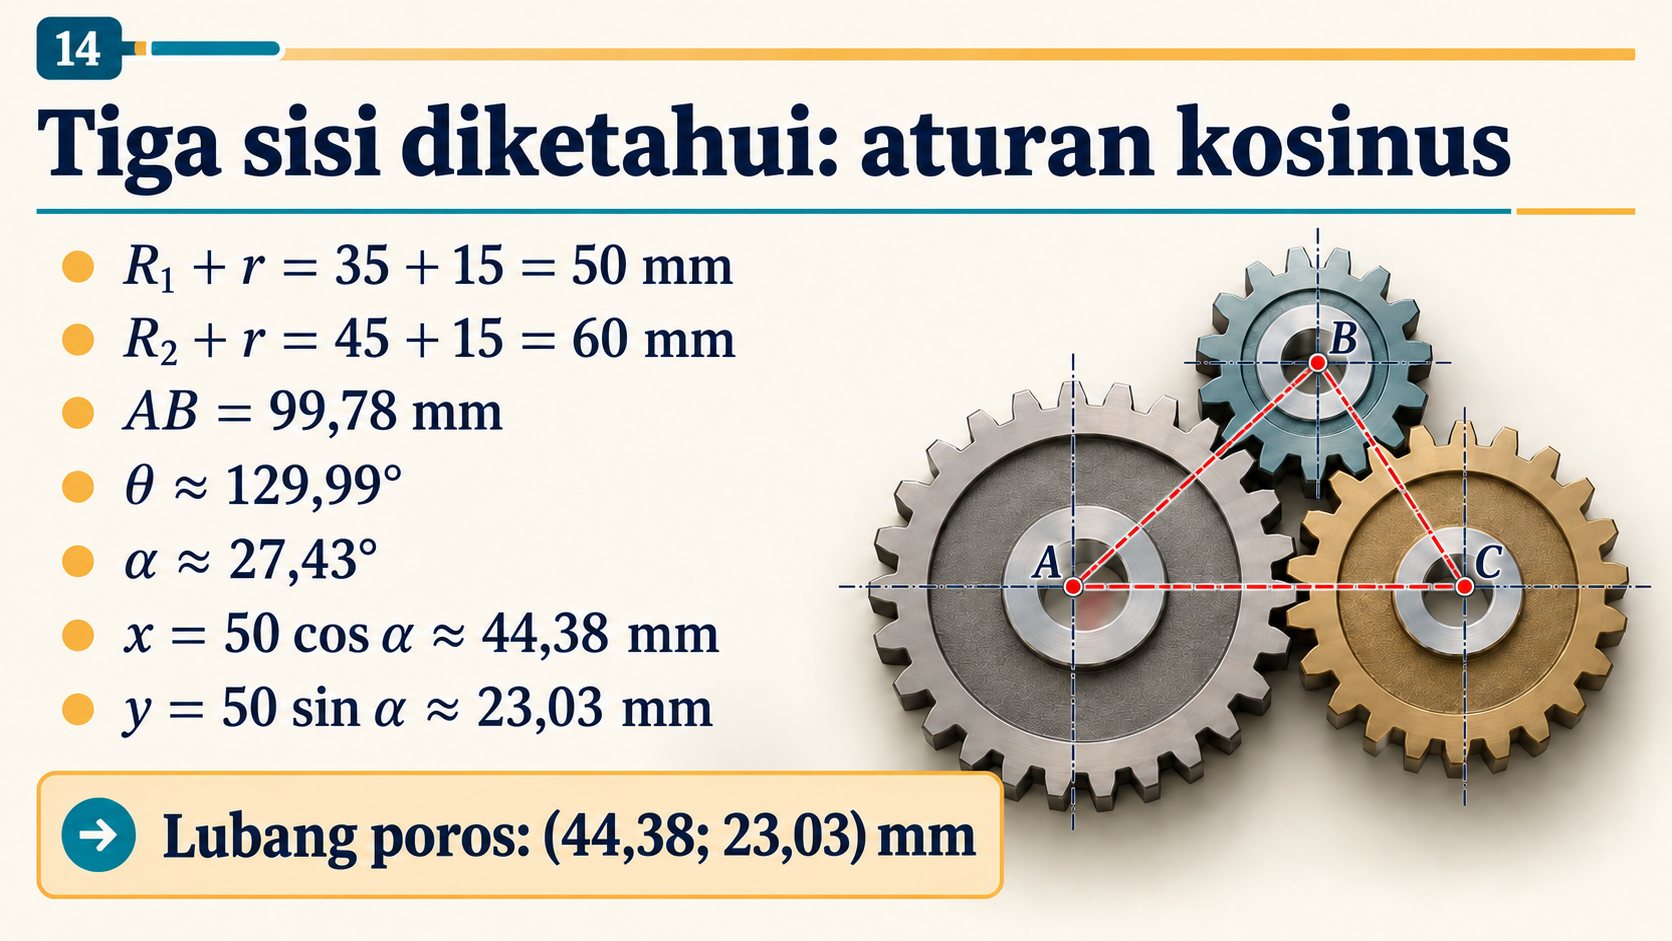 14
Tiga sisi diketahui: aturan kosinus
R₁ + r = 35 + 15 = 50 mm
R₂ + r = 45 + 15 = 60 mm
AB = 99,78 mm
θ ≈ 129,99°
α ≈ 27,43°
x = 50 cos α ≈ 44,38 mm
y = 50 sin α ≈ 23,03 mm
Lubang poros: (44,38; 23,03) mm
B
A
C